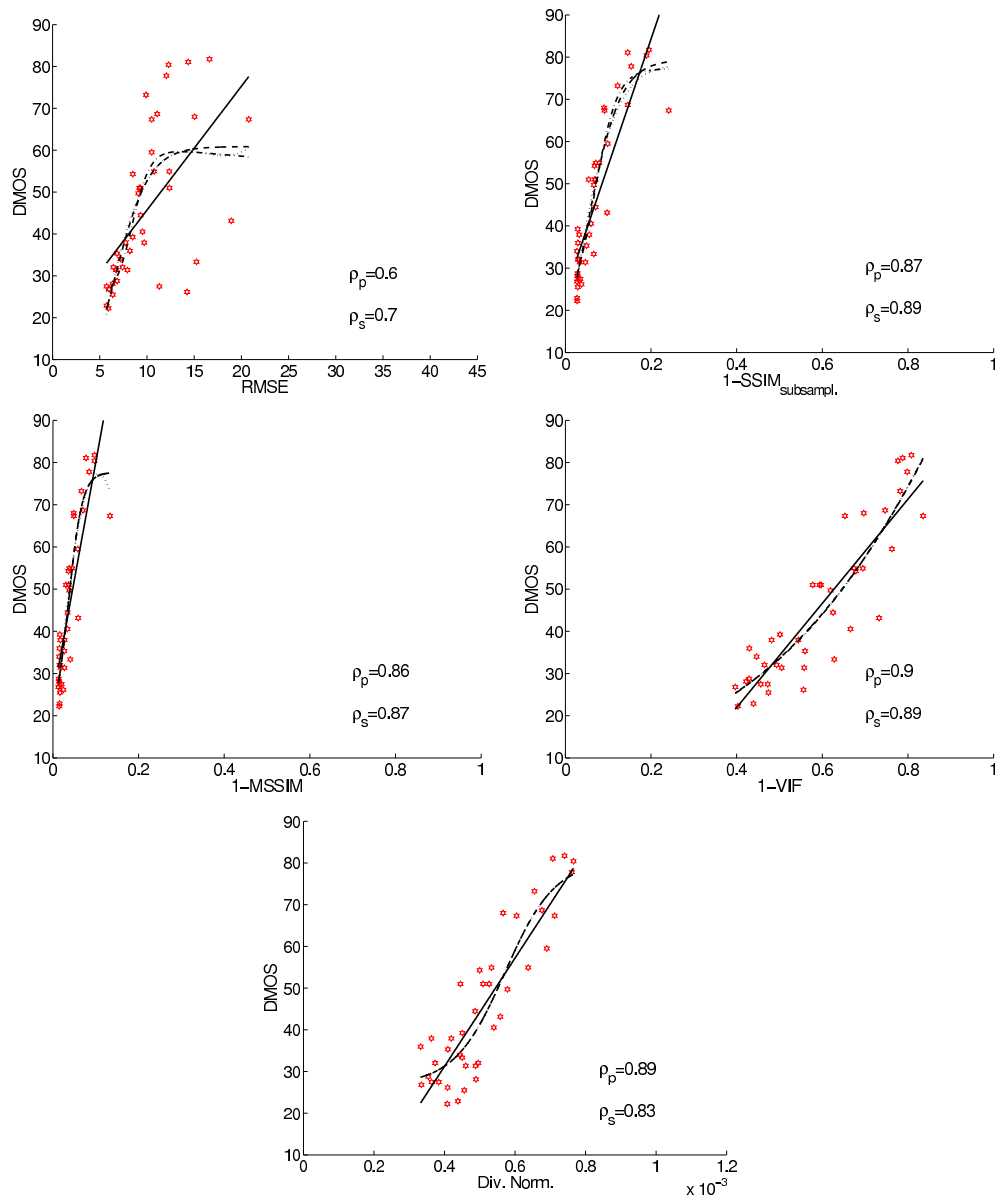 90
80
70
60
50
40
30
20
10
DMOS
ρp=0.6
ρs=0.7
0 5 10 15 20 25 30 35 40 45
RMSE
90
80
70
60
50
40
30
20
10
DMOS
ρp=0.87
ρs=0.89
0 0.2 0.4 0.6 0.8 1
1−SSIMsubsampl.
90
80
70
60
50
40
30
20
10
DMOS
ρp=0.86
ρs=0.87
0 0.2 0.4 0.6 0.8 1
1−MSSIM
90
80
70
60
50
40
30
20
10
DMOS
ρp=0.9
ρs=0.89
0 0.2 0.4 0.6 0.8 1
1−VIF
90
80
70
60
50
40
30
20
10
DMOS
ρp=0.89
ρs=0.83
0 0.2 0.4 0.6 0.8 1 1.2
Div. Norm.
x 10−3